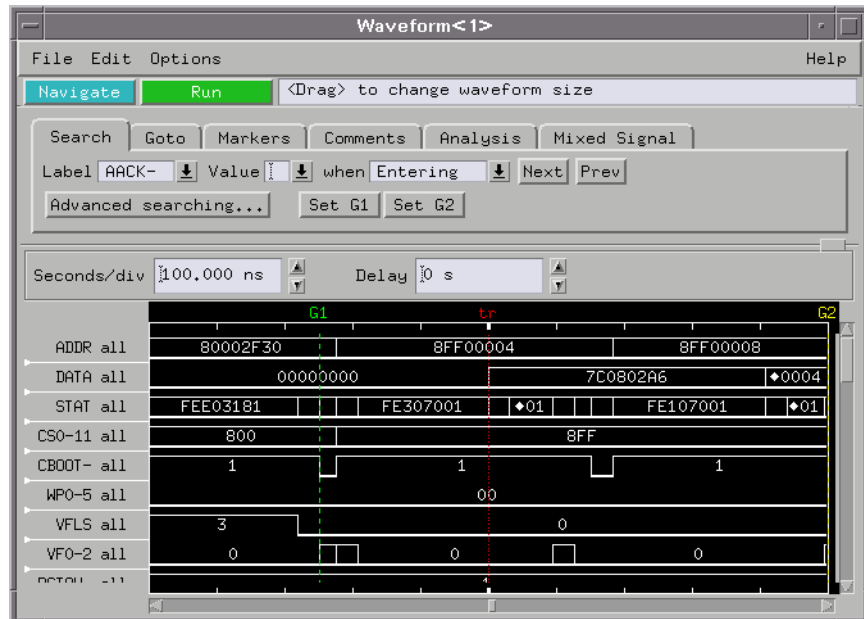 Waveform<1>
File Edit Options Help
Navigate Run <Drag> to change waveform size
Search Goto Markers Comments Analysis Mixed Signal
Label AACK- Value when Entering Next Prev
Advanced searching... Set G1 Set G2
Seconds/div 100.000 ns Delay 0 s
G1 tr G2
ADDR all 80002F30 8FF00004 8FF00008
DATA all 00000000 7C0802A6 ◆0004
STAT all FEE03181 FE307001 ◆01 FE107001 ◆01
CS0-11 all 800 8FF
CBOOT- all 1 1 1
WP0-5 all 00
VFLS all 3 0
VF0-2 all 0 0 0